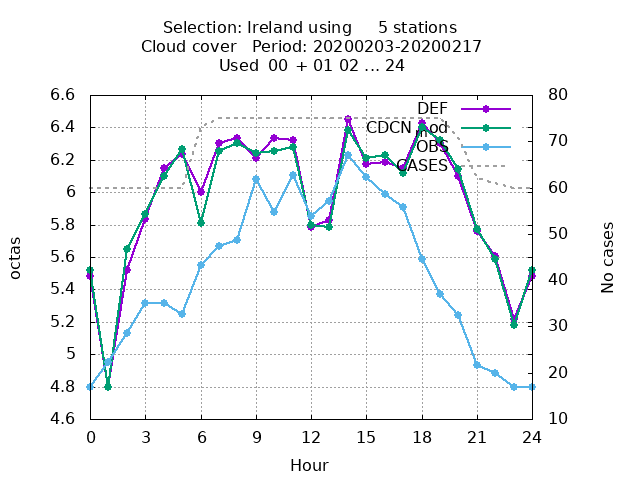 Selection: Ireland using     5 stations
Cloud cover   Period: 20200203-20200217
Used 00 + 01 02 ... 24
6.6
6.4
6.2
6
5.8
5.6
5.4
5.2
5
4.8
4.6
octas
80
70
60
50
40
30
20
10
No cases
DEF
CDCN_mod
OBS
CASES
0 3 6 9 12 15 18 21 24
Hour